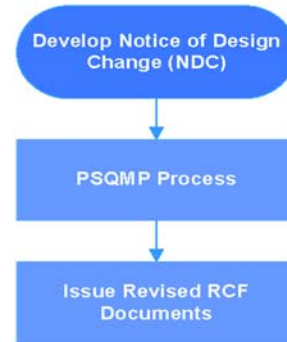 Develop Notice of Design
Change (NDC)
PSQMP Process
Issue Revised RCF
Documents